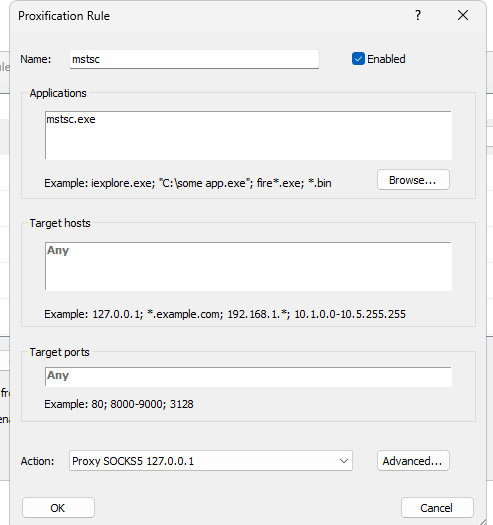 Proxification Rule
?
Name: mstsc Enabled
Applications
mstsc.exe
Example: iexplore.exe; "C:\some app.exe"; fire*.exe; *.bin Browse...
Target hosts
Any
Example: 127.0.0.1; *.example.com; 192.168.1.*; 10.1.0.0-10.5.255.255
Target ports
Any
Example: 80; 8000-9000; 3128
Action: Proxy SOCKS5 127.0.0.1 Advanced...
OK Cancel